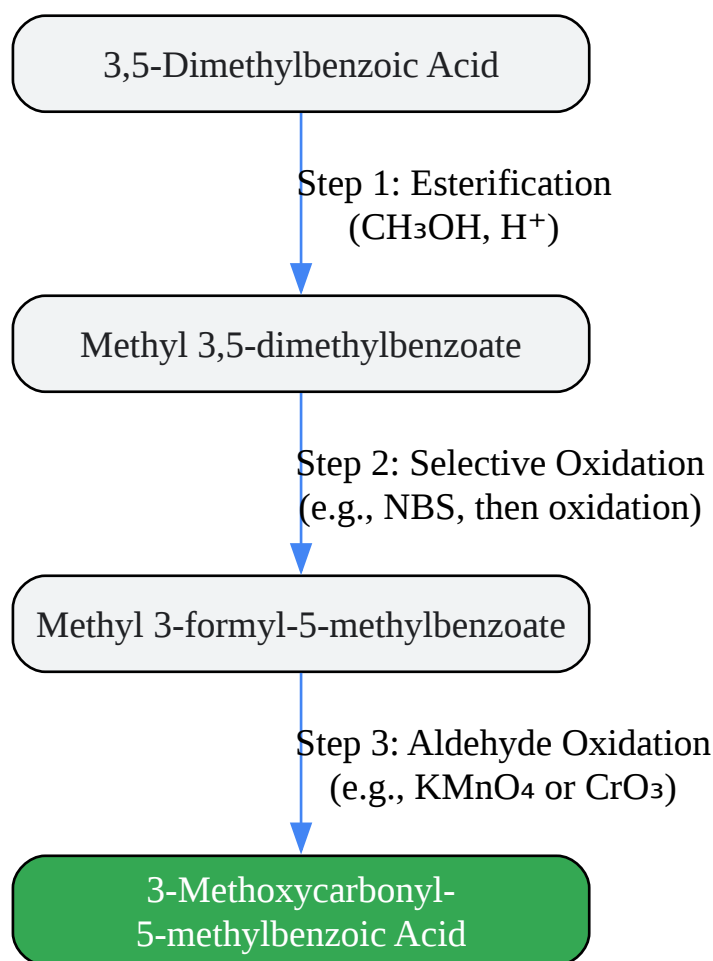 3,5-Dimethylbenzoic Acid
Step 1: Esterification
(CH₃OH, H⁺)
Methyl 3,5-dimethylbenzoate
Step 2: Selective Oxidation
(e.g., NBS, then oxidation)
Methyl 3-formyl-5-methylbenzoate
Step 3: Aldehyde Oxidation
(e.g., KMnO₄ or CrO₃)
3-Methoxycarbonyl-
5-methylbenzoic Acid